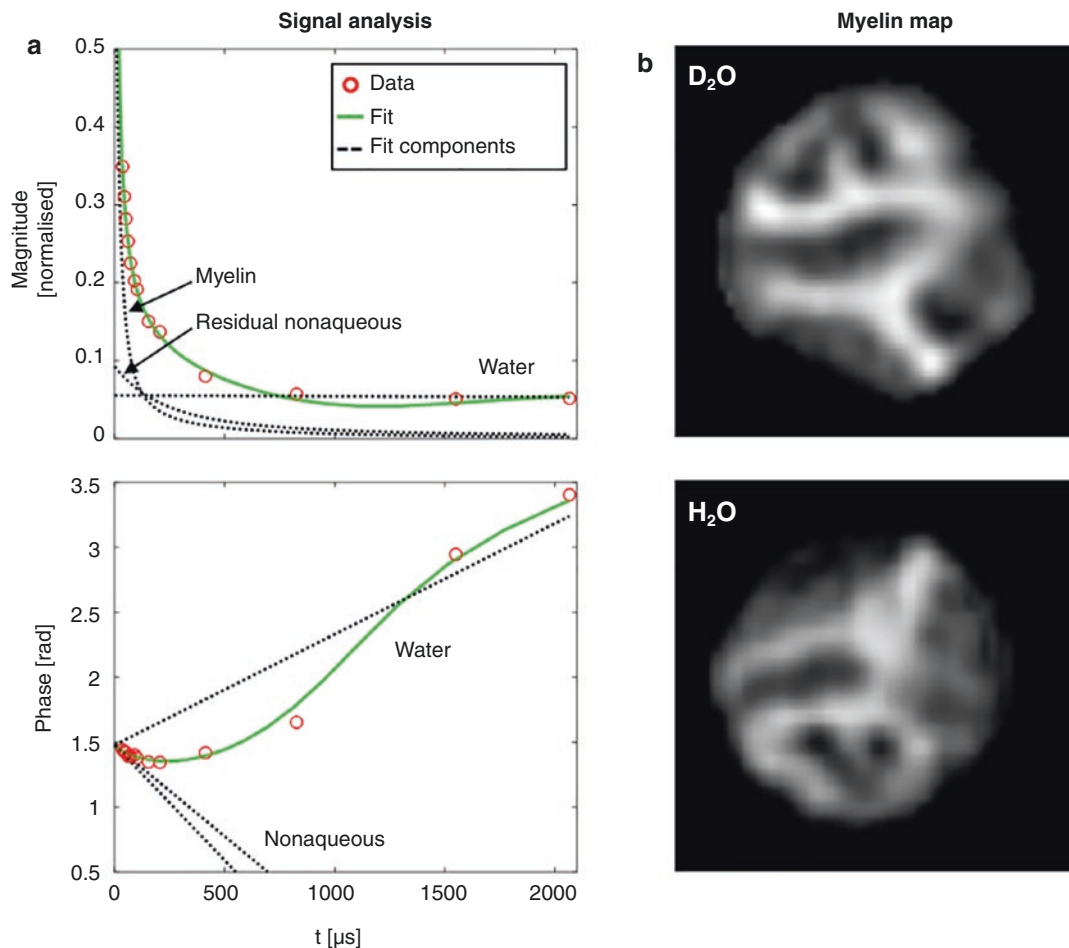 Signal analysis
a
0.5
0.4
0.3
0.2
0.1
0
Magnitude
[normalised]
Data
Fit
Fit components
Myelin
Residual nonaqueous
Water
3.5
3
2.5
2
1.5
1
0.5
Phase [rad]
Water
Nonaqueous
0 500 1000 1500 2000
t [µs]
Myelin map
b
D₂O
H₂O